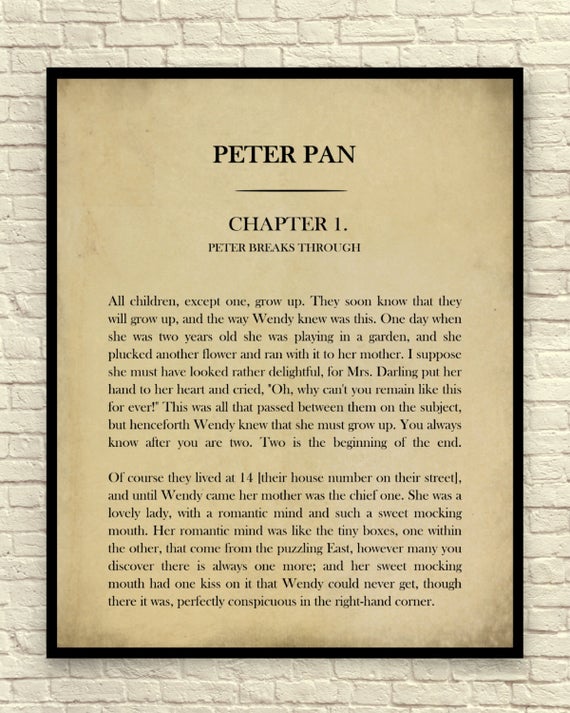 PETER PAN
CHAPTER 1.
PETER BREAKS THROUGH
All children, except one, grow up. They soon know that they
will grow up, and the way Wendy knew was this. One day when
she was two years old she was playing in a garden, and she
plucked another flower and ran with it to her mother. I suppose
she must have looked rather delightful, for Mrs. Darling put her
hand to her heart and cried, "Oh, why can't you remain like this
for ever!" This was all that passed between them on the subject,
but henceforth Wendy knew that she must grow up. You always
know after you are two. Two is the beginning of the end.
Of course they lived at 14 [their house number on their street],
and until Wendy came her mother was the chief one. She was a
lovely lady, with a romantic mind and such a sweet mocking
mouth. Her romantic mind was like the tiny boxes, one within
the other, that come from the puzzling East, however many you
discover there is always one more; and her sweet mocking
mouth had one kiss on it that Wendy could never get, though
there it was, perfectly conspicuous in the right-hand corner.